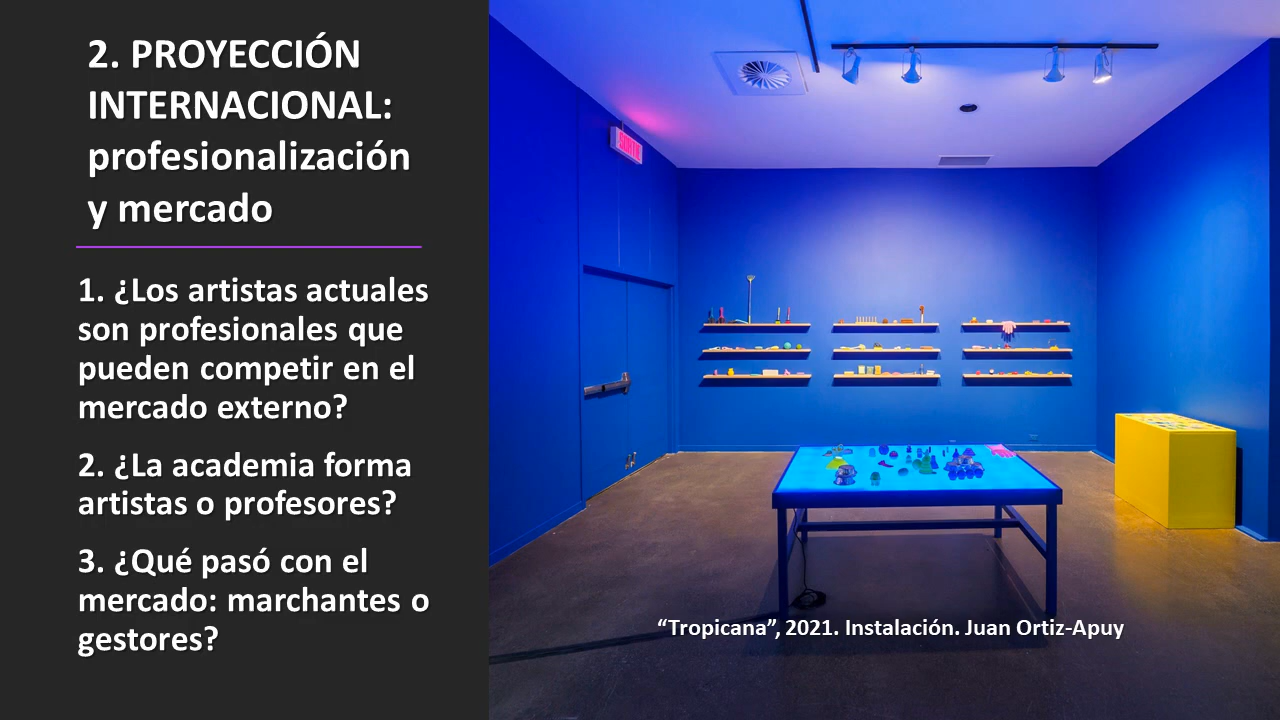 2. PROYECCIÓN
INTERNACIONAL:
profesionalización
y mercado
1. ¿Los artistas actuales
son profesionales que
pueden competir en el
mercado externo?
2. ¿La academia forma
artistas o profesores?
3. ¿Qué pasó con el
mercado: marchantes o
gestores?
SORTIE
“Tropicana”, 2021. Instalación. Juan Ortiz-Apuy